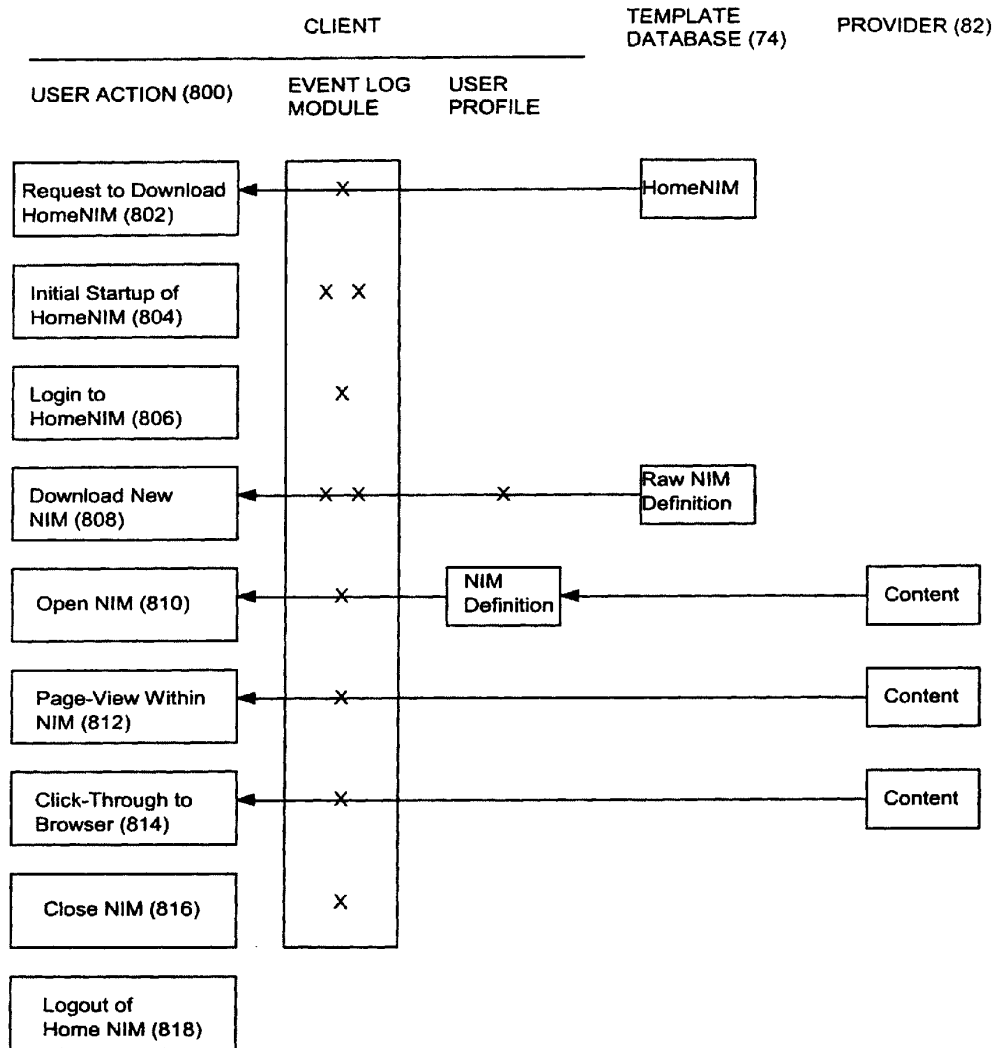 CLIENT
TEMPLATE
DATABASE (74)
PROVIDER (82)
USER ACTION (800)
EVENT LOG
MODULE
USER
PROFILE
Request to Download
HomeNIM (802)
X
HomeNIM
Initial Startup of
HomeNIM (804)
X X
Login to
HomeNIM (806)
X
Download New
NIM (808)
X X
X
Raw NIM
Definition
Open NIM (810)
X
NIM
Definition
Content
Page-View Within
NIM (812)
X
Content
Click-Through to
Browser (814)
X
Content
Close NIM (816)
X
Logout of
Home NIM (818)